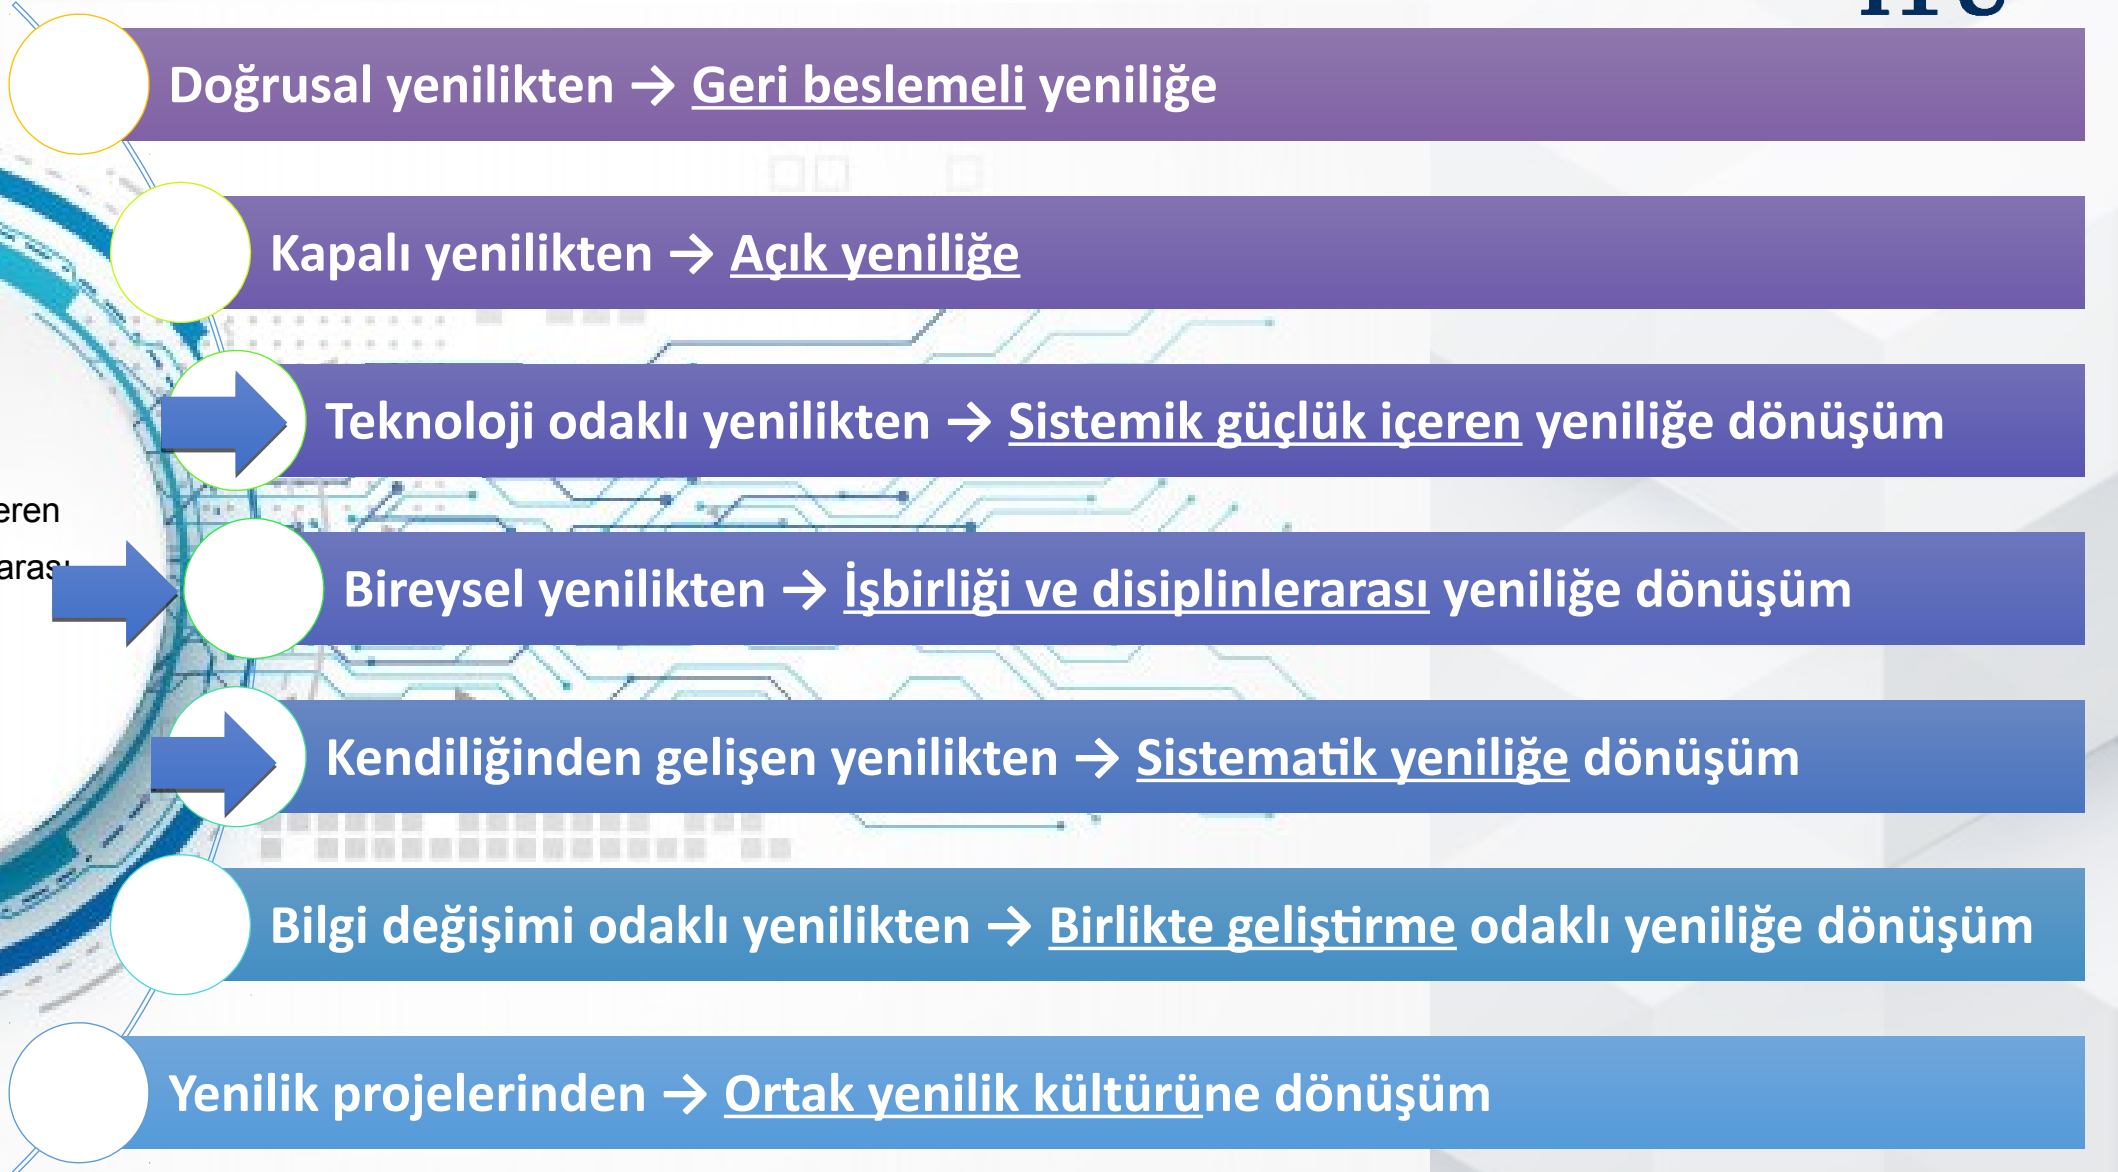 Doğrusal yenilikten → Geri beslemeli yeniliğe
Kapalı yenilikten → Açık yeniliğe
Teknoloji odaklı yenilikten → Sistemik güçlük içeren yeniliğe dönüşüm
eren
arası
Bireysel yenilikten → İşbirliği ve disiplinlerarası yeniliğe dönüşüm
Kendiliğinden gelişen yenilikten → Sistematik yeniliğe dönüşüm
Bilgi değişimi odaklı yenilikten → Birlikte geliştirme odaklı yeniliğe dönüşüm
Yenilik projelerinden → Ortak yenilik kültürüne dönüşüm